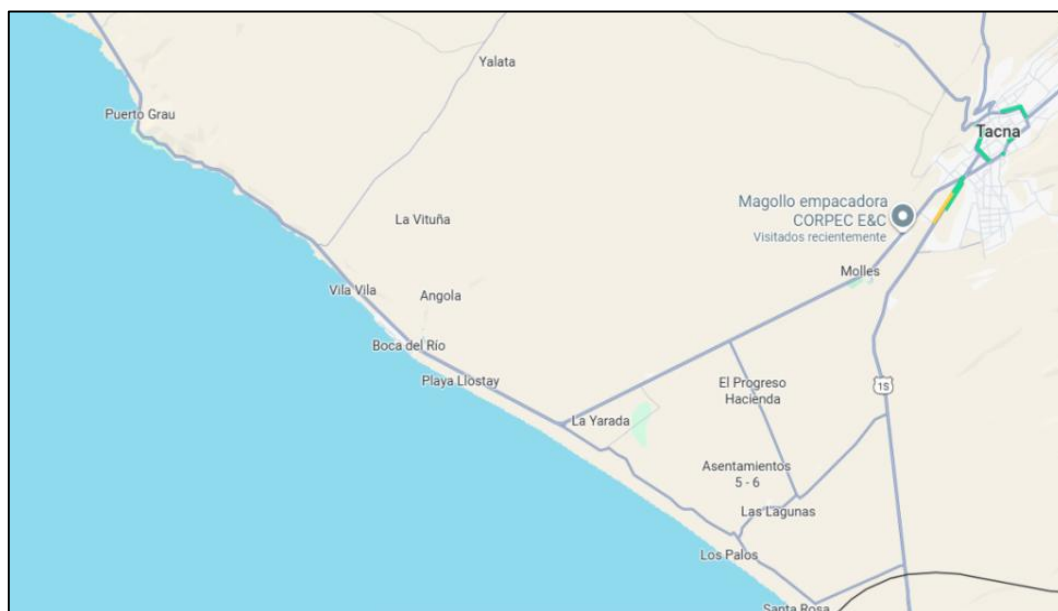 Yalata
Puerto Grau
Tacna
Magollo empacadora
CORPEC E&C
Visitados recientemente
La Vituña
Molles
Vila Vila
Angola
Boca del Río
Playa Llostay
El Progreso
Hacienda
15
La Yarada
Asentamientos
5 - 6
Las Lagunas
Los Palos
Santa Rosa